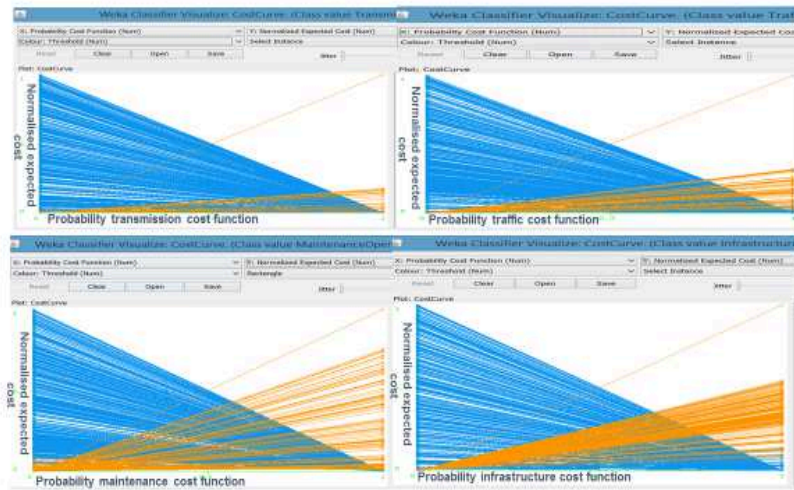 Weka Classifier Visualize: CostCurve. (Class value Transm
X: Probability Cost Function (Num)
Y: Normalized Expected Cost (Num)
Colour: Threshold (Num)
Select Instance
Reset
Clear
Open
Save
Jitter
Plot: CostCurve
Normalised expected
cost
Probability transmission cost function
Weka Classifier Visualize: CostCurve. (Class value Traf
X: Probability Cost Function (Num)
Y: Normalized Expected Co
Colour: Threshold (Num)
Select Instance
Reset
Clear
Open
Save
Jitter
Plot: CostCurve
Normalised expected
cost
Probability traffic cost function
Weka Classifier Visualize: CostCurve. (Class value MaintenanceOper
X: Probability Cost Function (Num)
Y: Normalized Expected Cost (Num)
Colour: Threshold (Num)
Rectangle
Reset
Clear
Open
Save
Jitter
Plot: CostCurve
Normalised expected
cost
Probability maintenance cost function
Weka Classifier Visualize: CostCurve. (Class value Infrastructur
X: Probability Cost Function (Num)
Y: Normalized Expected Cost (Num)
Colour: Threshold (Num)
Select Instance
Reset
Clear
Open
Save
Jitter
Plot: CostCurve
Normalised expected
cost
Probability infrastructure cost function